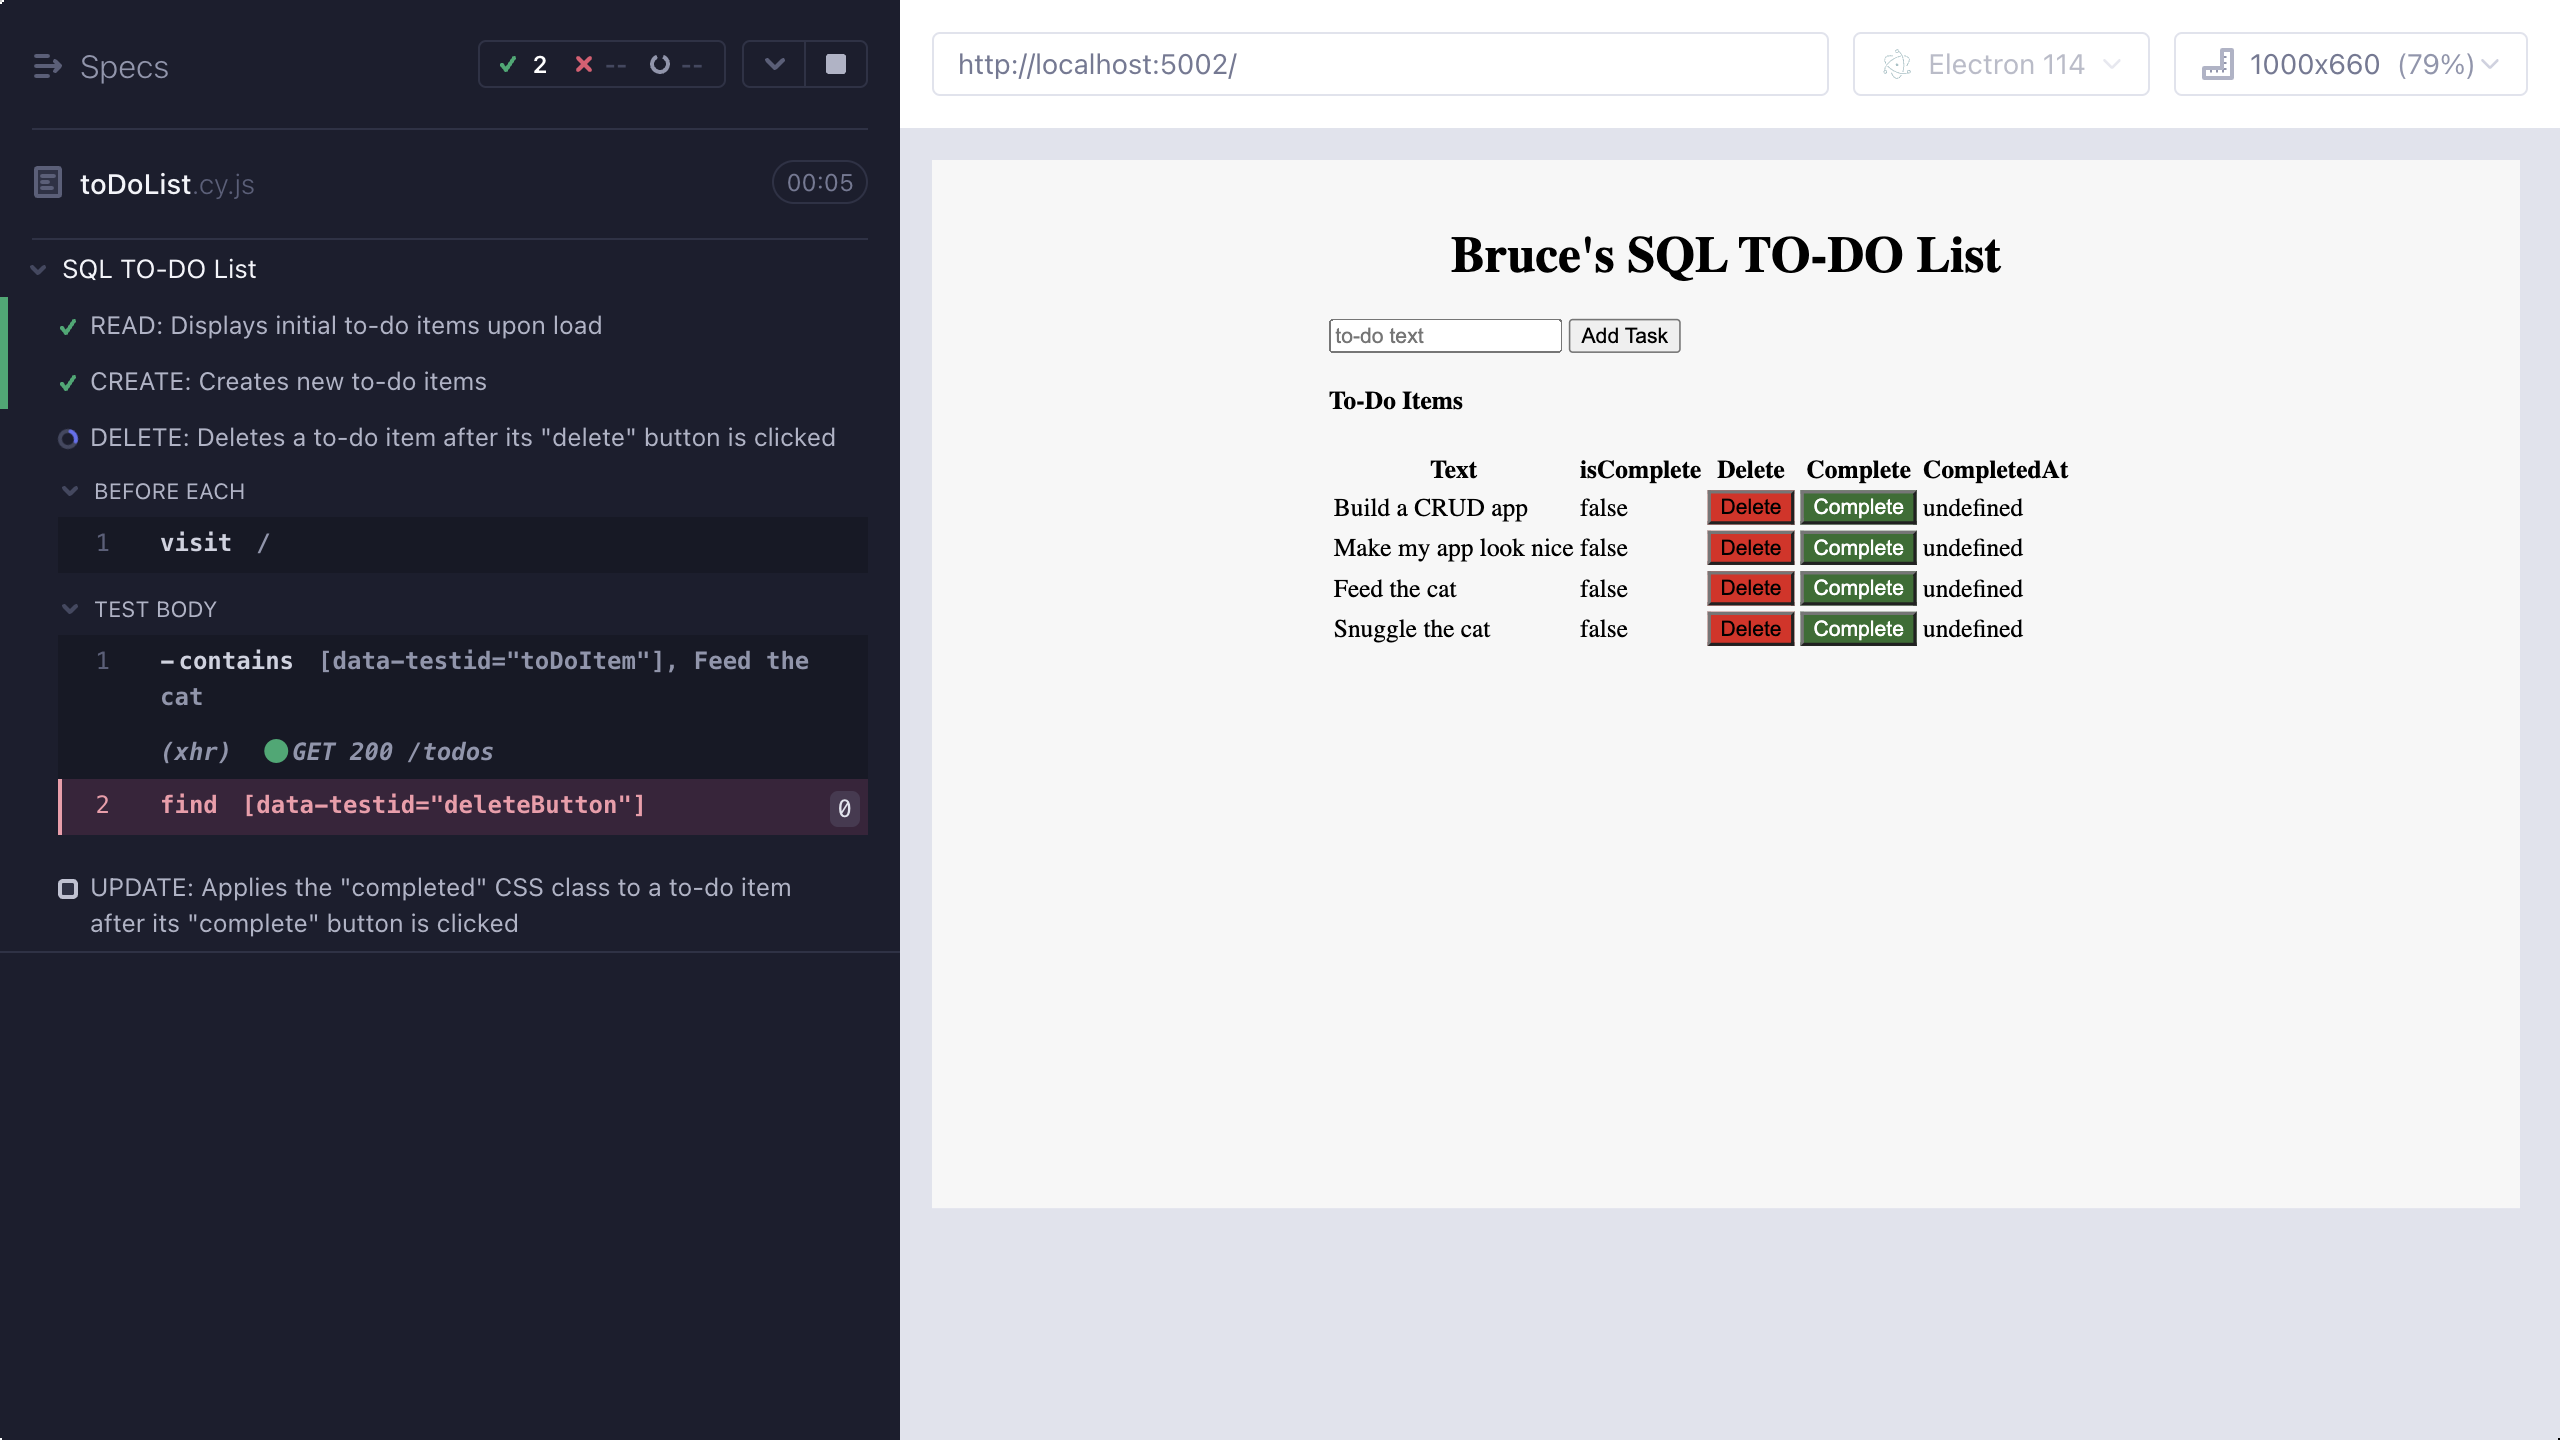 Specs
2 -- --
toDoList.cy.js
00:05
SQL TO-DO List
READ: Displays initial to-do items upon load
CREATE: Creates new to-do items
DELETE: Deletes a to-do item after its "delete" button is clicked
BEFORE EACH
1 visit /
TEST BODY
1 -contains [data-testid="toDoItem"], Feed the
cat
(xhr) GET 200 /todos
2 find [data-testid="deleteButton"] 0
UPDATE: Applies the "completed" CSS class to a to-do item
after its "complete" button is clicked
http://localhost:5002/
Electron 114
1000x660 (79%)
Bruce's SQL TO-DO List
to-do text Add Task
To-Do Items
Text isComplete Delete Complete CompletedAt
Build a CRUD app false Delete Complete undefined
Make my app look nice false Delete Complete undefined
Feed the cat false Delete Complete undefined
Snuggle the cat false Delete Complete undefined